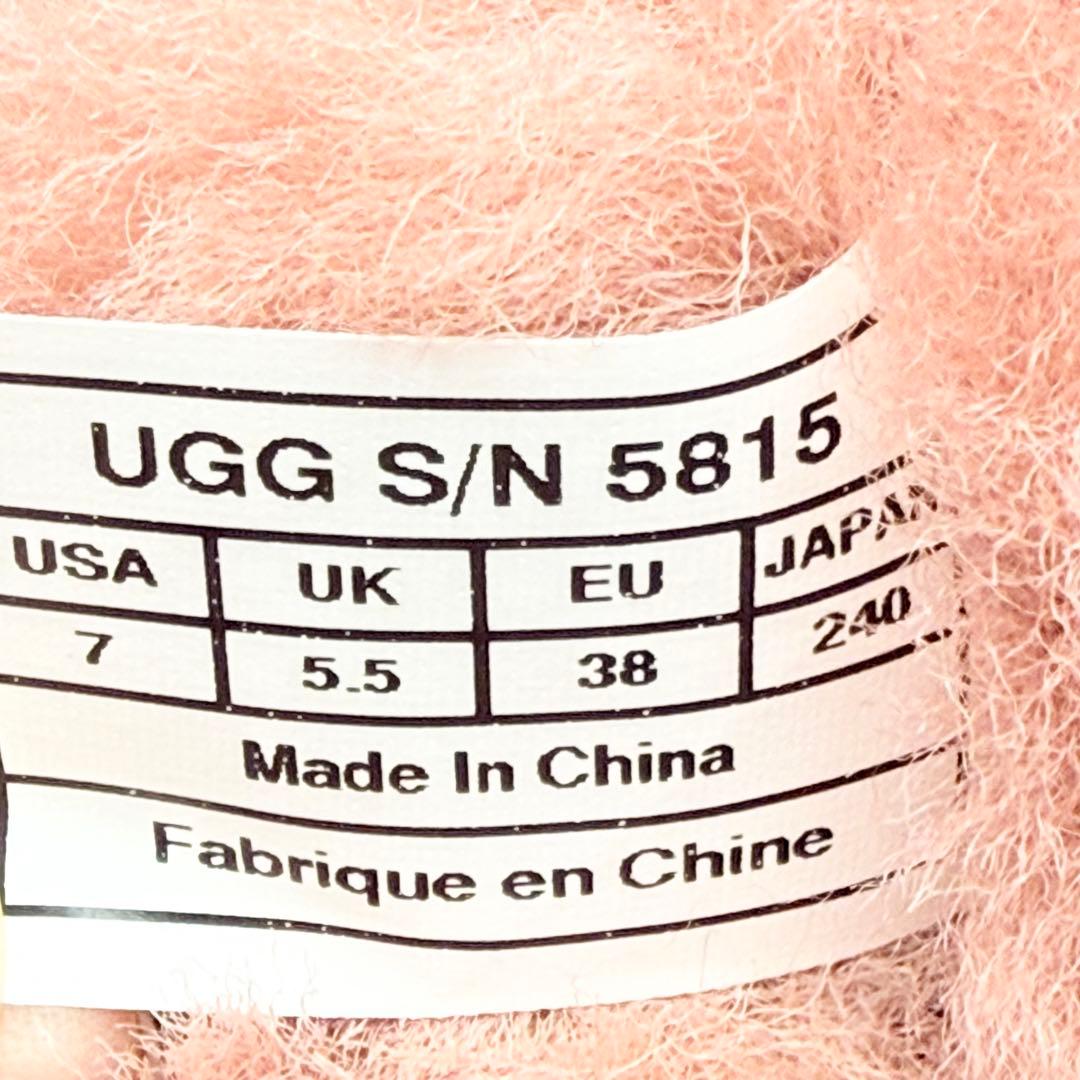 UGG S/N 5815
USA UK EU JAPAN
7 5.5 38 240
Made In China
Fabrique en Chine